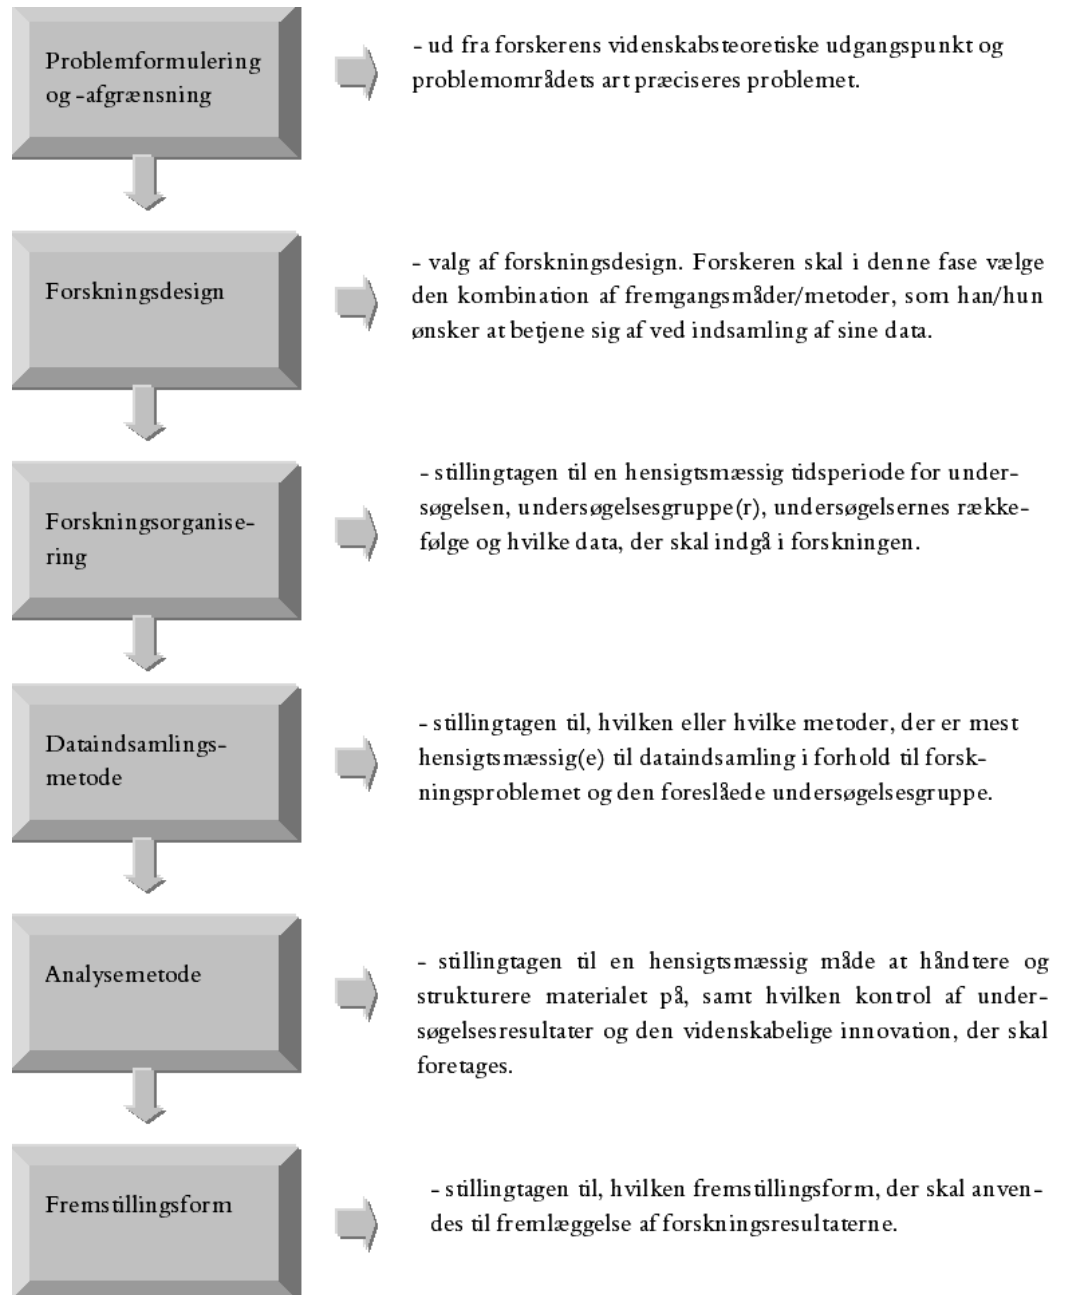 Problemformulering
og -afgrænsning
- ud fra forskerens videnskabsteoretiske udgangspunkt og
problemområdets art præciseres problemet.
Forskningsdesign
- valg af forskningsdesign. Forskeren skal i denne fase vælge
den kombination af fremgangsmåder/metoder, som han/hun
ønsker at betjene sig af ved indsamling af sine data.
Forskningsorganise-
ring
- stillingtagen til en hensigtsmæssig tidsperiode for under-
søgelsen, undersøgelsesgruppe(r), undersøgelsernes række-
følge og hvilke data, der skal indgå i forskningen.
Dataindsamlings-
metode
- stillingtagen til, hvilken eller hvilke metoder, der er mest
hensigtsmæssig(e) til dataindsamling i forhold til forsk-
ningsproblemet og den foreslåede undersøgelsesgruppe.
Analysemetode
- stillingtagen til en hensigtsmæssig måde at håndtere og
strukturere materialet på, samt hvilken kontrol af under-
søgelsesresultater og den videnskabelige innovation, der skal
foretages.
Fremstillingsform
- stillingtagen til, hvilken fremstillingsform, der skal anven-
des til fremlæggelse af forskningsresultaterne.